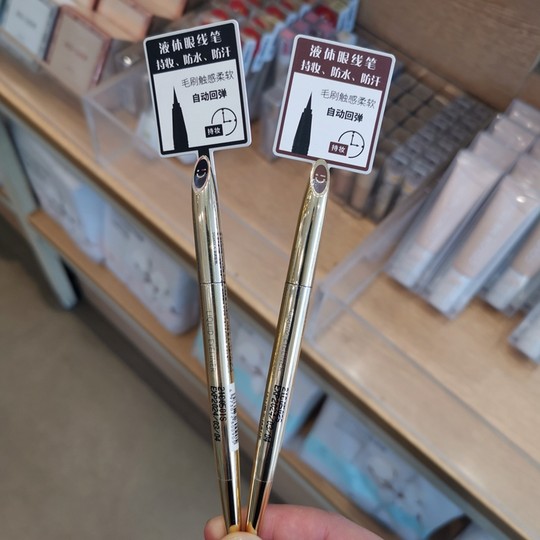 液体眼线笔
持妆、防水、防汗
毛刷触感柔软
自动回弹
持妆
液体眼线笔
持妆、防水、防汗
毛刷触感柔软
自动回弹
持妆